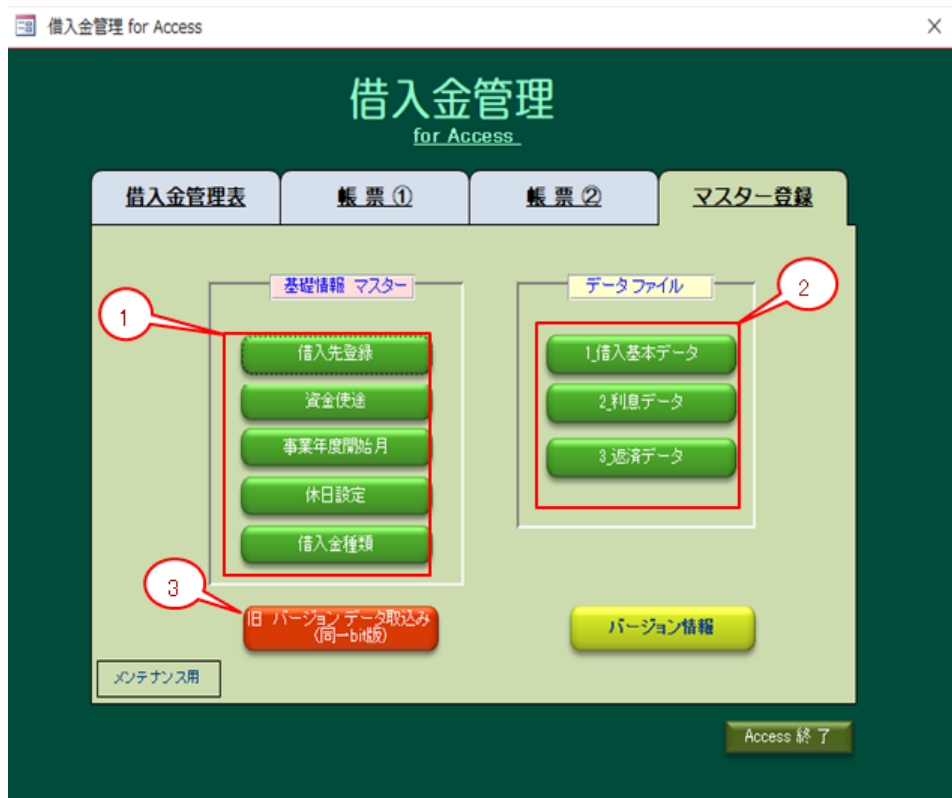 借入金管理 for Access
借入金管理
for Access
借入金管理表
帳 票 ①
帳 票 ②
マスター登録
基礎情報 マスター
データファイル
1
2
借入先登録
資金使途
事業年度開始月
休日設定
借入金種類
1_借入基本データ
2_利息データ
3_返済データ
3
旧 バージョン データ取込み
(同一bit版)
バージョン情報
メンテナンス用
Access 終 了